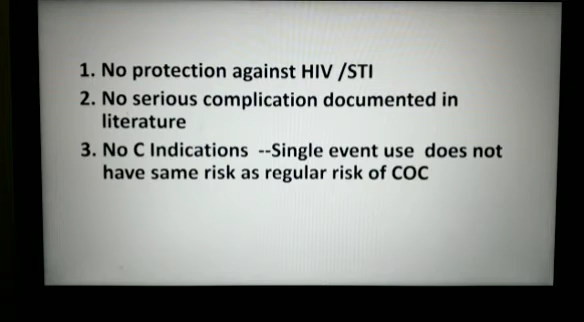 1. No protection against HIV /STI
2. No serious complication documented in
literature
3. No C Indications --Single event use does not
have same risk as regular risk of COC